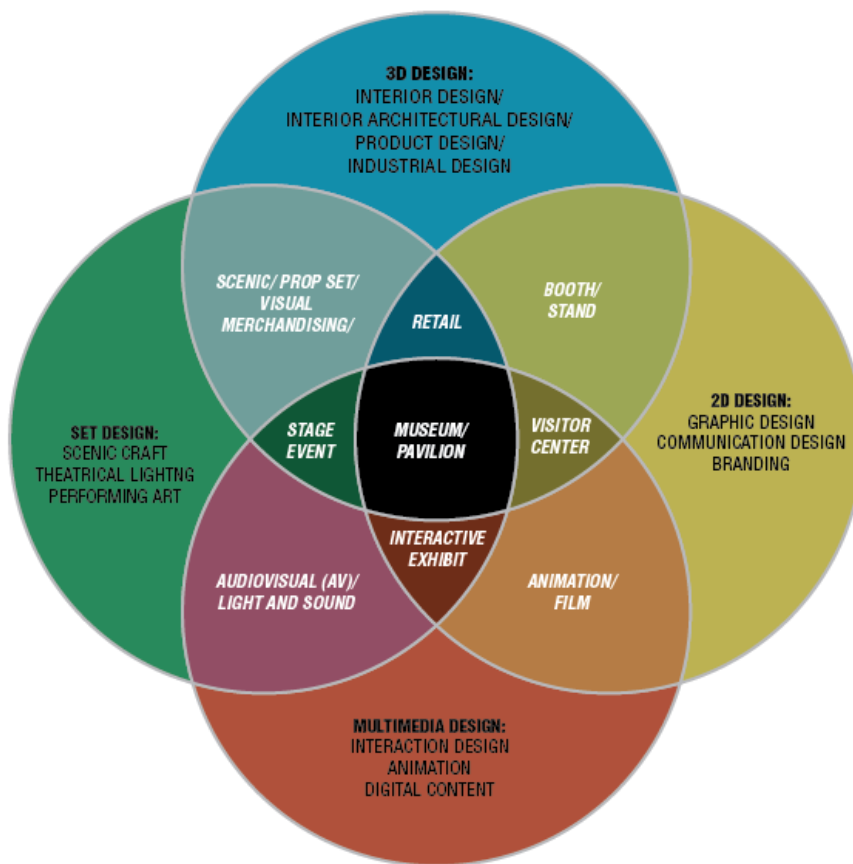 3D DESIGN:
INTERIOR DESIGN/
INTERIOR ARCHITECTURAL DESIGN/
PRODUCT DESIGN/
INDUSTRIAL DESIGN
SCENIC/ PROP SET/
VISUAL
MERCHANDISING/
RETAIL
BOOTH/
STAND
SET DESIGN:
SCENIC CRAFT
THEATRICAL LIGHTNG
PERFORMING ART
STAGE
EVENT
MUSEUM/
PAVILION
VISITOR
CENTER
2D DESIGN:
GRAPHIC DESIGN
COMMUNICATION DESIGN
BRANDING
INTERACTIVE
EXHIBIT
AUDIOVISUAL (AV)/
LIGHT AND SOUND
ANIMATION/
FILM
MULTIMEDIA DESIGN:
INTERACTION DESIGN
ANIMATION
DIGITAL CONTENT